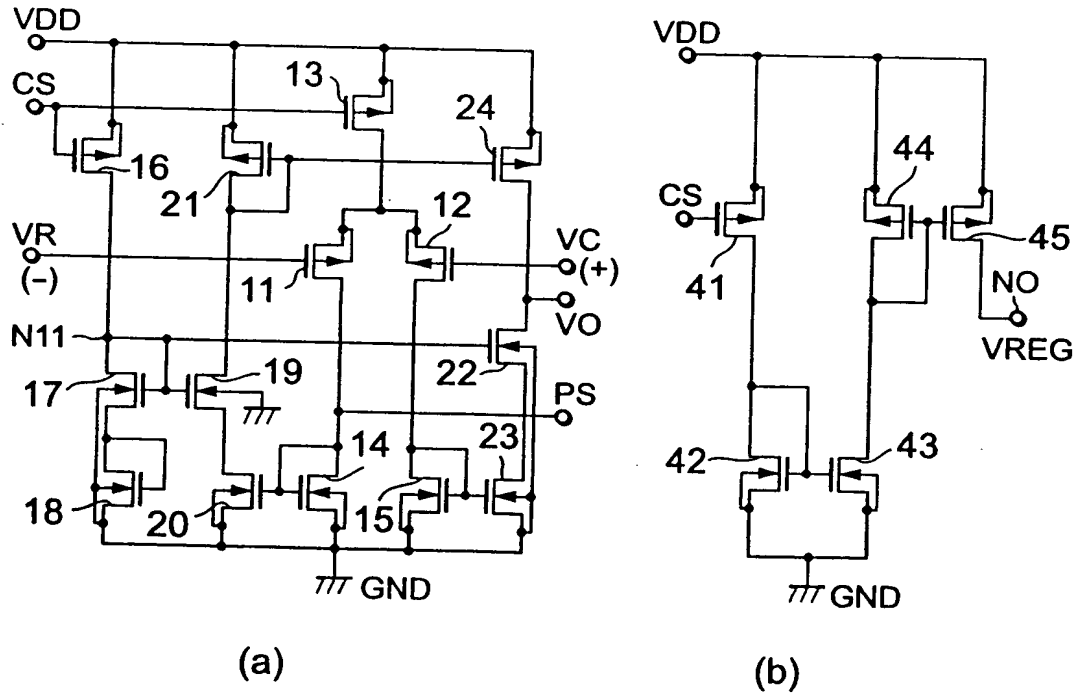 VDD
CS
13
24
16
21
12
VR
(−)
11
VC
(+)
VO
N11
22
17
19
PS
14
23
18
20
15
GND
(a)
VDD
44
CS
41
45
NO
VREG
42
43
GND
(b)